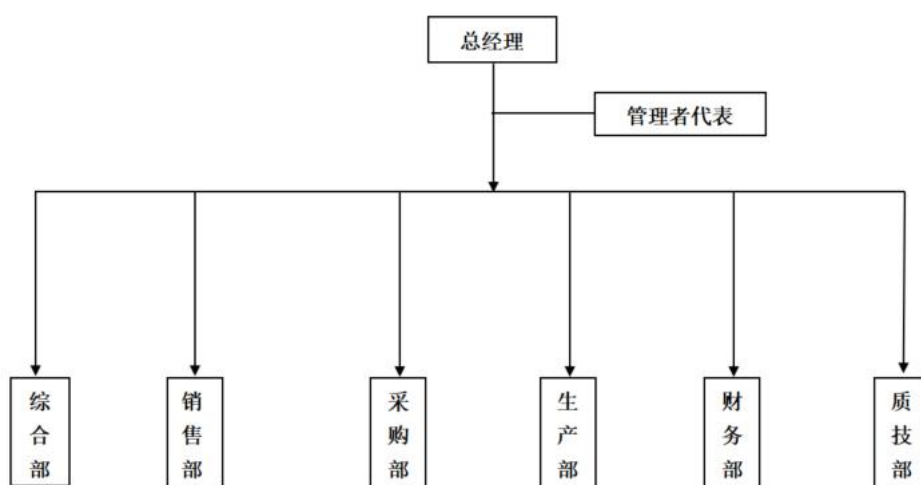 总经理
管理者代表
综合部
销售部
采购部
生产部
财务部
质技部